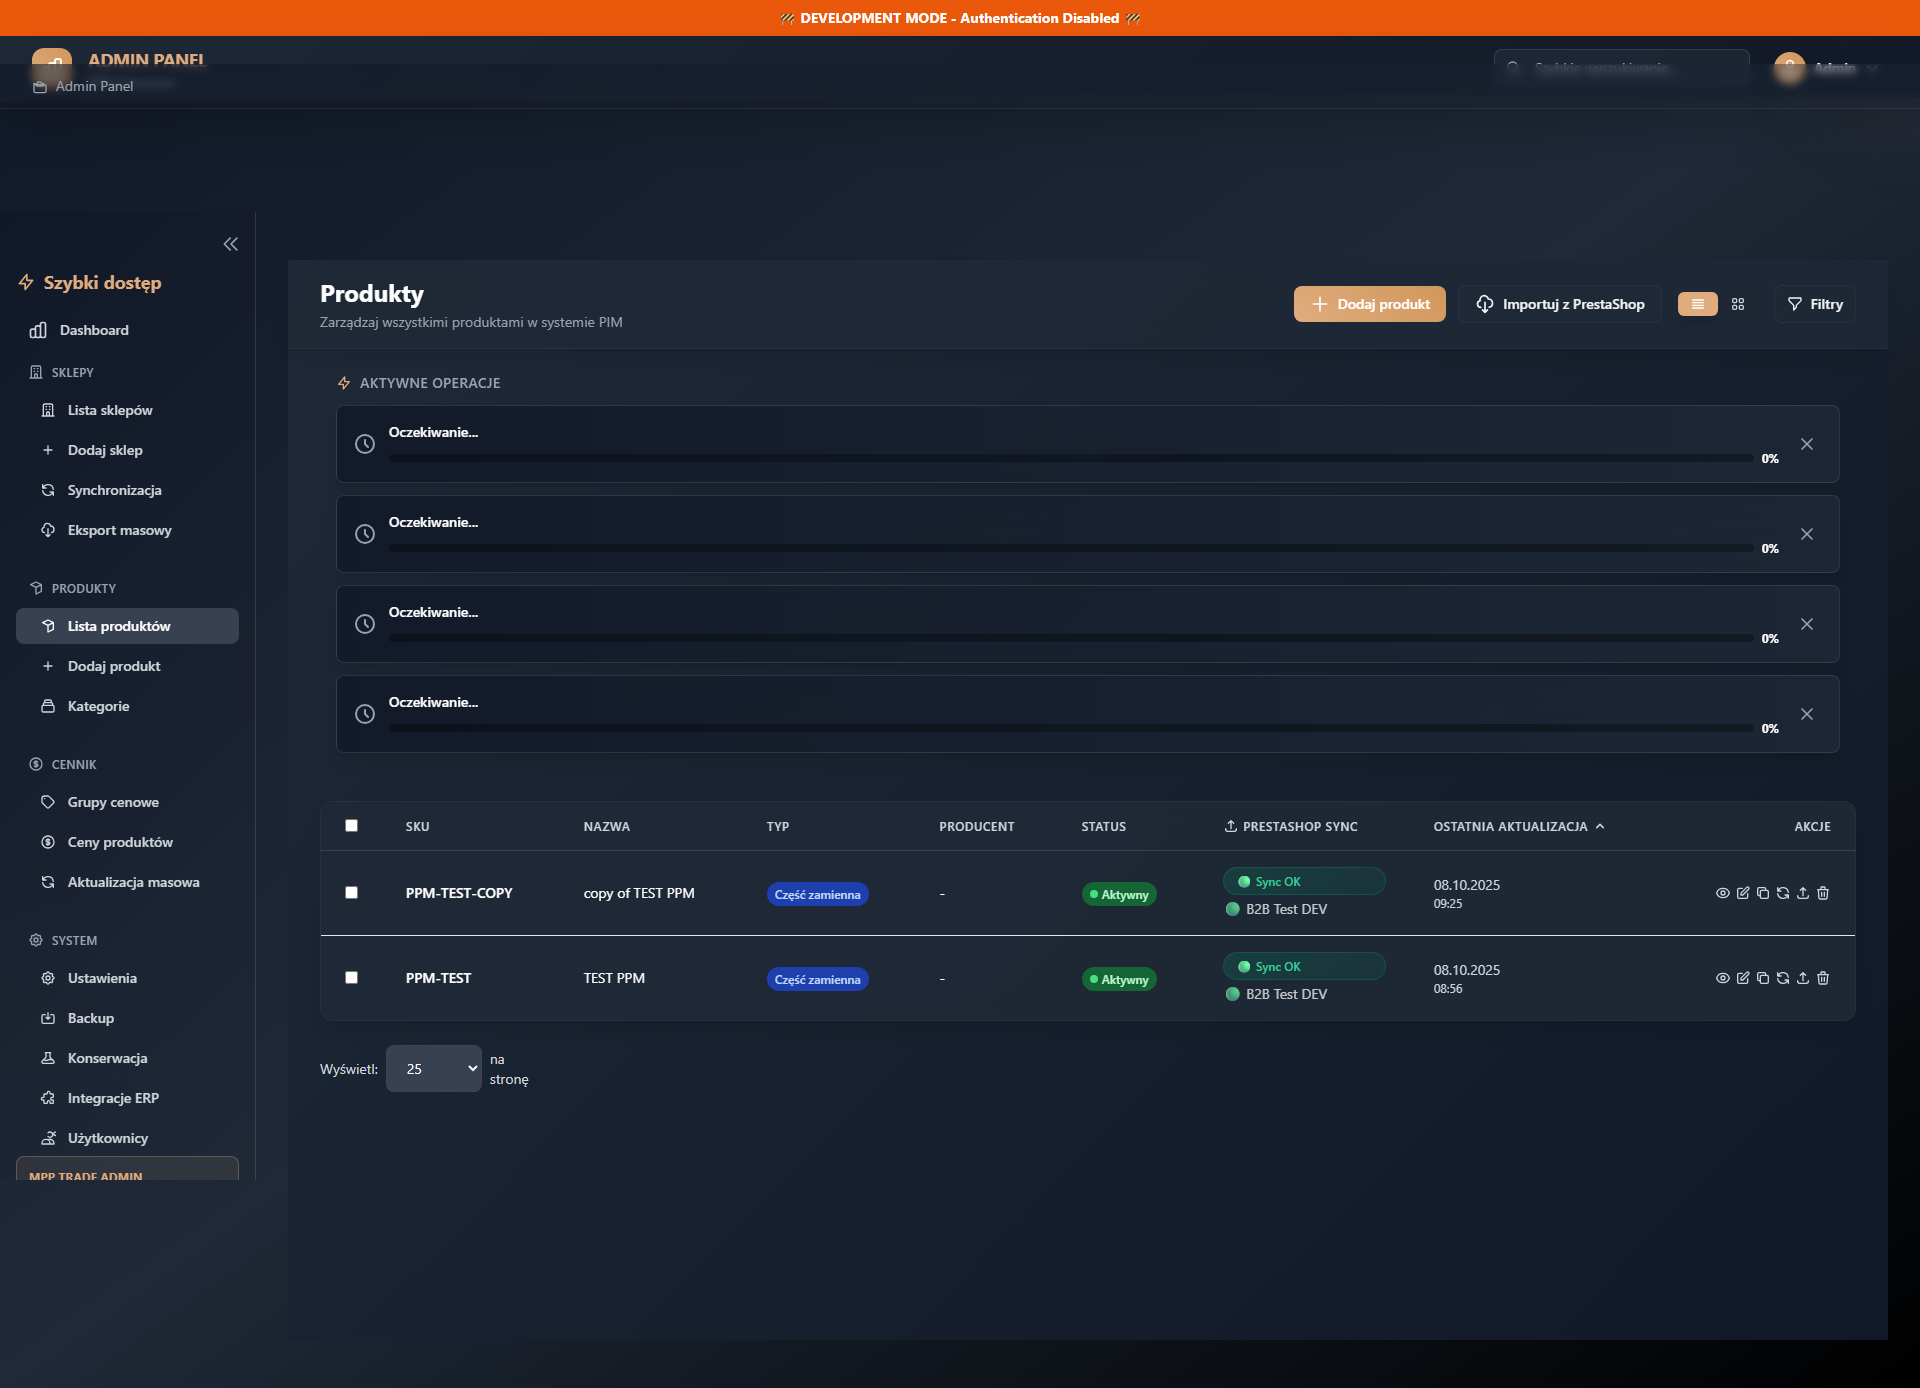 🚧 DEVELOPMENT MODE - Authentication Disabled 🚧
ADMIN PANEL
Szybkie wyszukiwanie...
Admin
Admin Panel
Szybki dostęp
Dashboard
SKLEPY
Lista sklepów
Dodaj sklep
Synchronizacja
Eksport masowy
PRODUKTY
Lista produktów
Dodaj produkt
Kategorie
CENNIK
Grupy cenowe
Ceny produktów
Aktualizacja masowa
SYSTEM
Ustawienia
Backup
Konserwacja
Integracje ERP
Użytkownicy
MPP TRADE ADMIN
Produkty
Zarządzaj wszystkimi produktami w systemie PIM
Dodaj produkt
Importuj z PrestaShop
Filtry
AKTYWNE OPERACJE
Oczekiwanie...
0%
Oczekiwanie...
0%
Oczekiwanie...
0%
Oczekiwanie...
0%
SKU NAZWA TYP PRODUCENT STATUS PRESTASHOP SYNC OSTATNIA AKTUALIZACJA AKCJE
PPM-TEST-COPY copy of TEST PPM Część zamienna - Aktywny Sync OK 08.10.2025
B2B Test DEV 09:25
PPM-TEST TEST PPM Część zamienna - Aktywny Sync OK 08.10.2025
B2B Test DEV 08:56
Wyświetl: 25 na
stronę